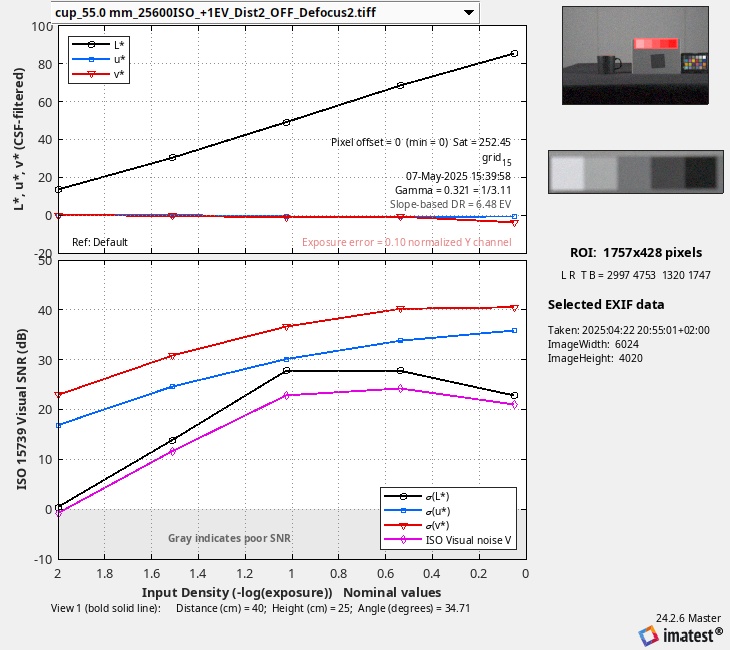 cup_55.0 mm_25600ISO_+1EV_Dist2_OFF_Defocus2.tiff
100
80
60
40
20
0
-20
L*, u*, v* (CSF-filtered)
L*
u*
v*
Pixel offset = 0 (min = 0) Sat = 252.45
grid15
07-May-2025 15:39:58
Gamma = 0.321 = 1/3.11
Slope-based DR = 6.48 EV
Ref: Default
Exposure error = 0.10 normalized Y channel
50
40
30
20
10
0
-10
ISO 15739 Visual SNR (dB)
σ(L*)
σ(u*)
σ(v*)
ISO Visual noise V
Gray indicates poor SNR
2 1.8 1.6 1.4 1.2 1 0.8 0.6 0.4 0.2 0
Input Density (-log(exposure)) Nominal values
View 1 (bold solid line): Distance (cm) = 40; Height (cm) = 25; Angle (degrees) = 34.71
ROI: 1757x428 pixels
L R T B = 2997 4753 1320 1747
Selected EXIF data
Taken: 2025:04:22 20:55:01+02:00
ImageWidth: 6024
ImageHeight: 4020
24.2.6 Master
imatest®